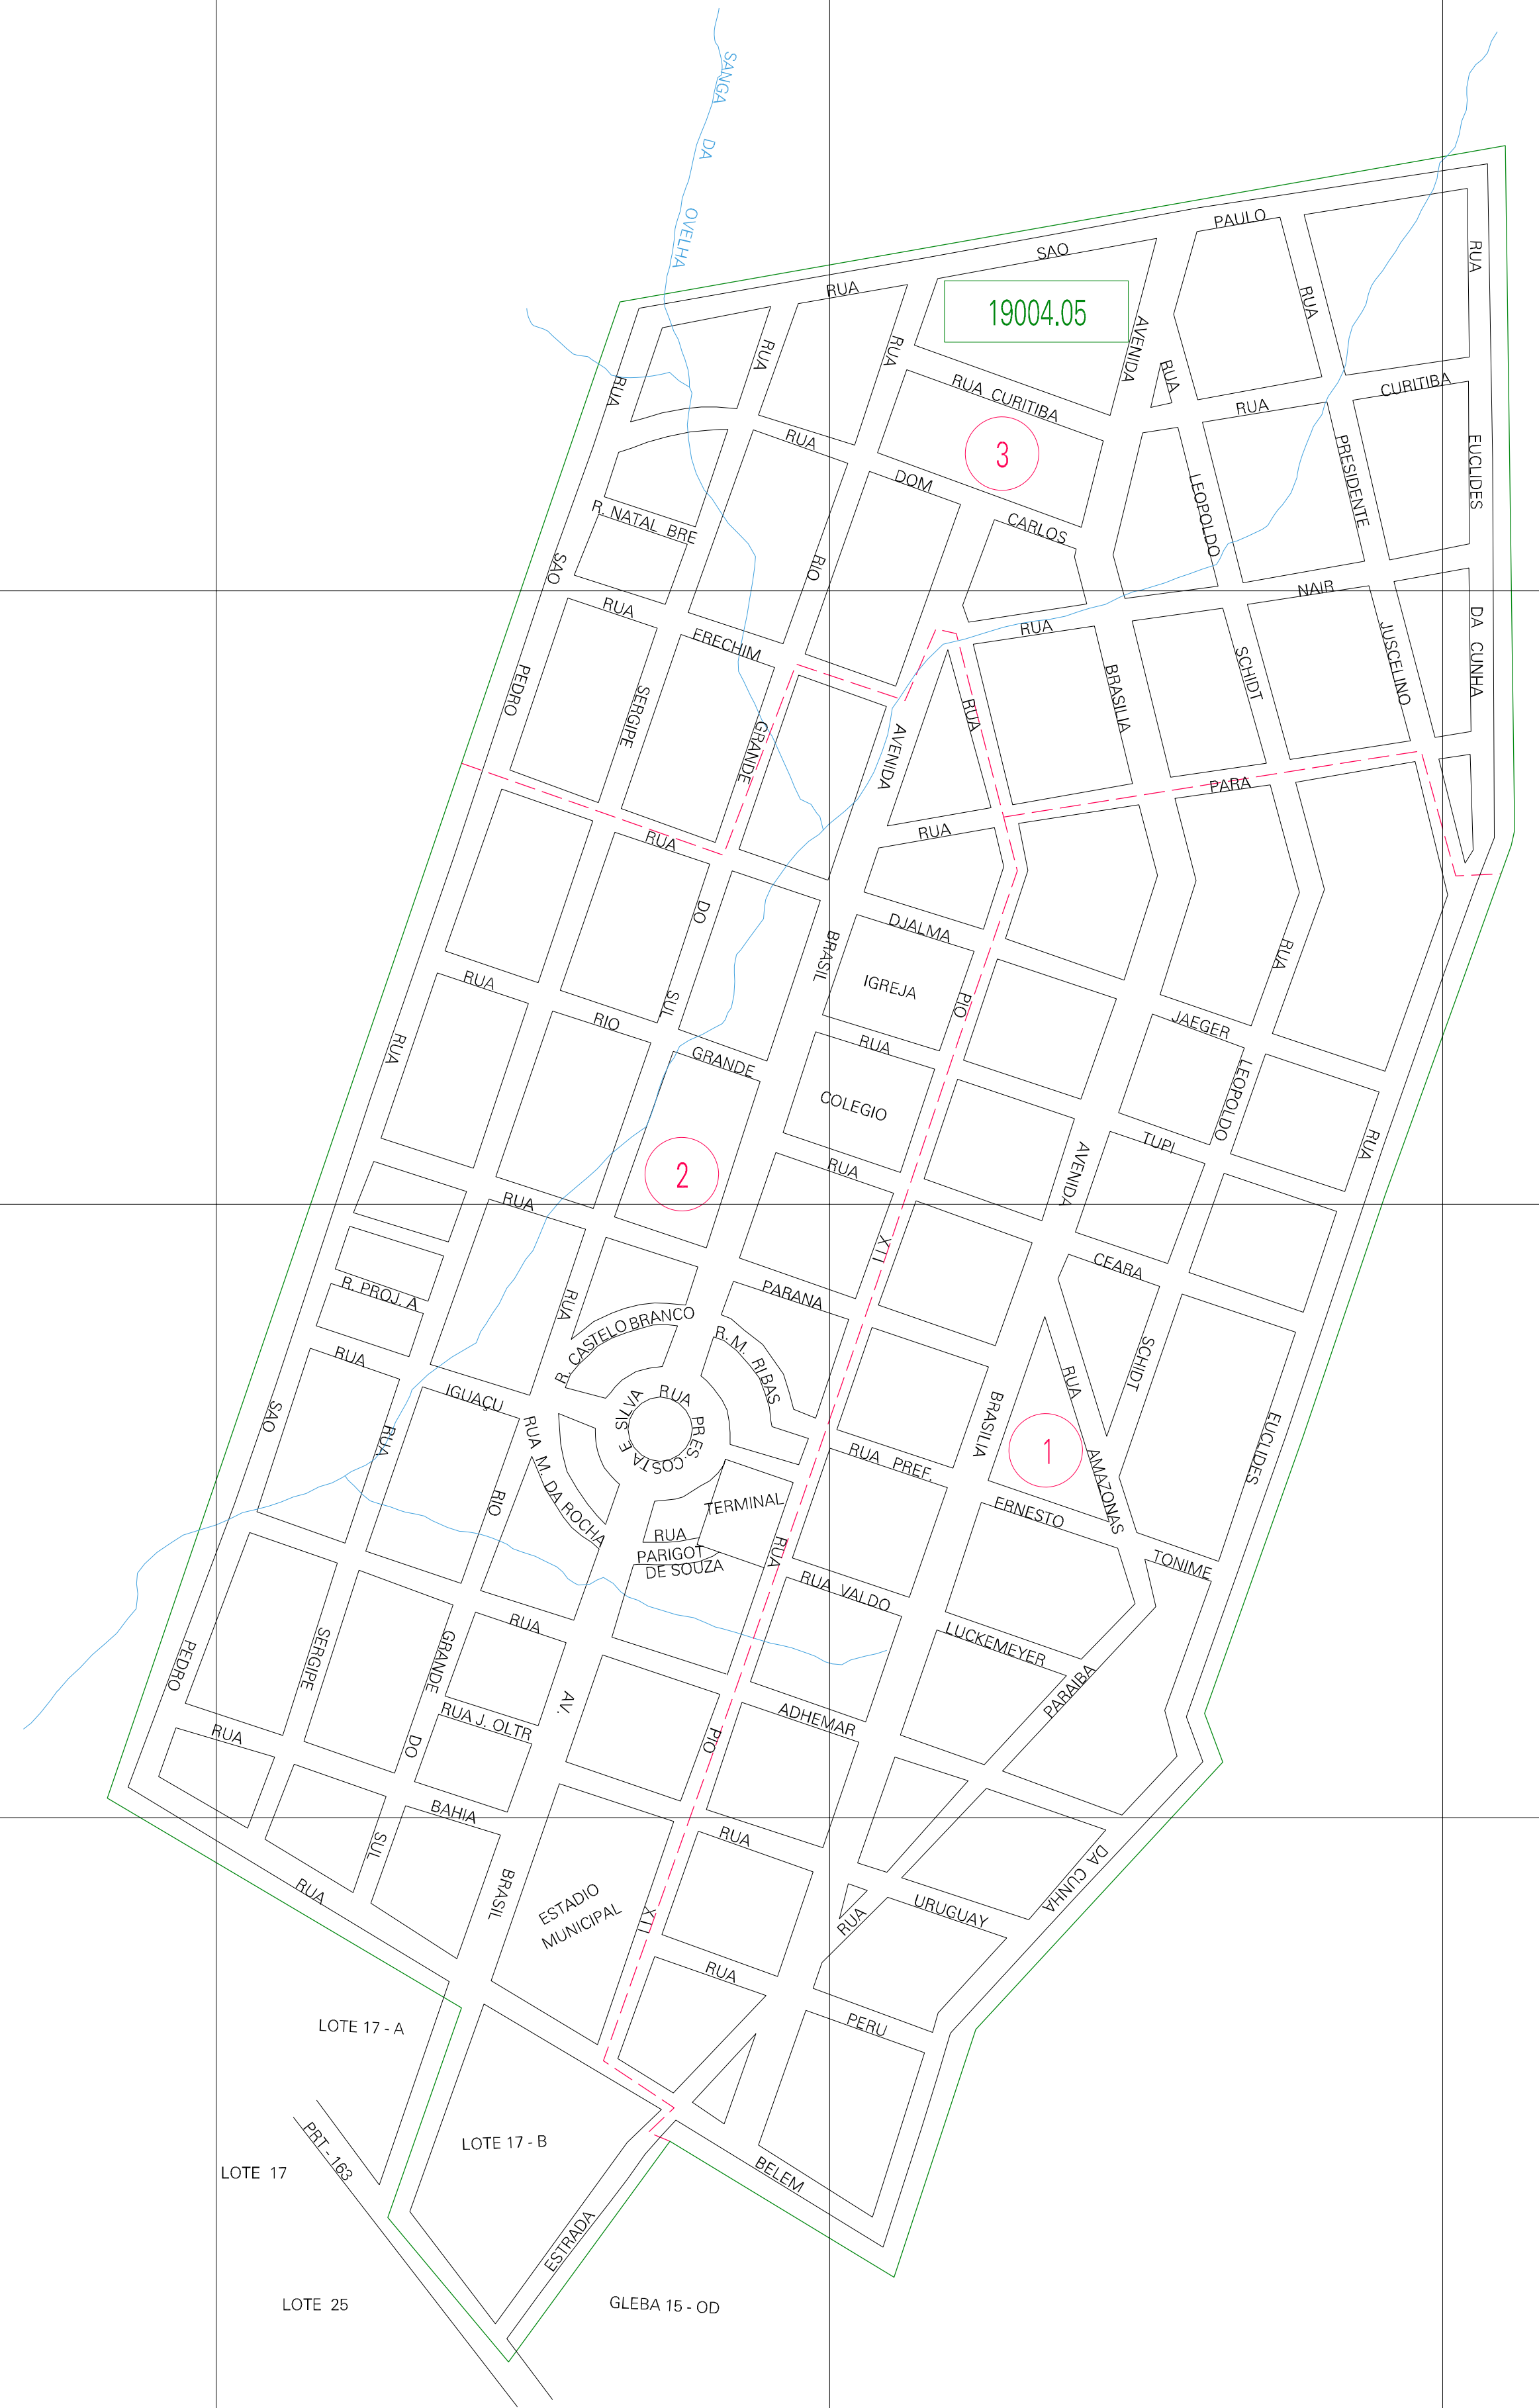 SANGA DA OVELHA
RUA SAO PAULO
19004.05
RUA CURITIBA
3
RUA CURITIBA
AVENIDA
RUA
RUA
RUA
RUA
RUA
RUA
RUA DOM CARLOS
R. NATAL BRE
LEOPOLDO
PRESIDENTE
EUCLIDES
SAO
RIO
RUA ERECHIM
RUA NAIR
DA CUNHA
PEDRO
SERGIPE
GRANDE
AVENIDA
RUA
BRASILIA
SCHIDT
JUSCELINO
RUA PARA
RUA DJALMA
RUA
DO
BRASIL
IGREJA
PIO
RUA
JAEGER
RUA RIO GRANDE
SUL
RUA
COLEGIO
RUA
LEOPOLDO
TUPI
AVENIDA
RUA
2
RUA
RUA
XII
CEARA
R. PROJ. A
PARANA
RUA
R. CASTELO BRANCO
R. M. RIBAS
RUA IGUAÇU
RUA PRES. COSTA E SILVA
RUA AMAZONAS
SCHIDT
SAO
RUA
RUA M. DA ROCHA
BRASILIA
1
EUCLIDES
RUA PREF. ERNESTO TONIME
RIO
TERMINAL
RUA PARIGOT
DE SOUZA
RUA
RUA VALDO LUCKEMEYER
PEDRO
SERGIPE
GRANDE
RUA ADHEMAR
PARAIBA
AV.
RUA J. OLTR
RUA BAHIA
DO
PIO
SUL
RUA
BRASIL
ESTADIO
MUNICIPAL
XII
RUA
RUA URUGUAY
DA CUNHA
RUA PERU
LOTE 17 - A
PRT - 163
LOTE 17 - B
LOTE 17
BELEM
ESTRADA
LOTE 25
GLEBA 15 - OD